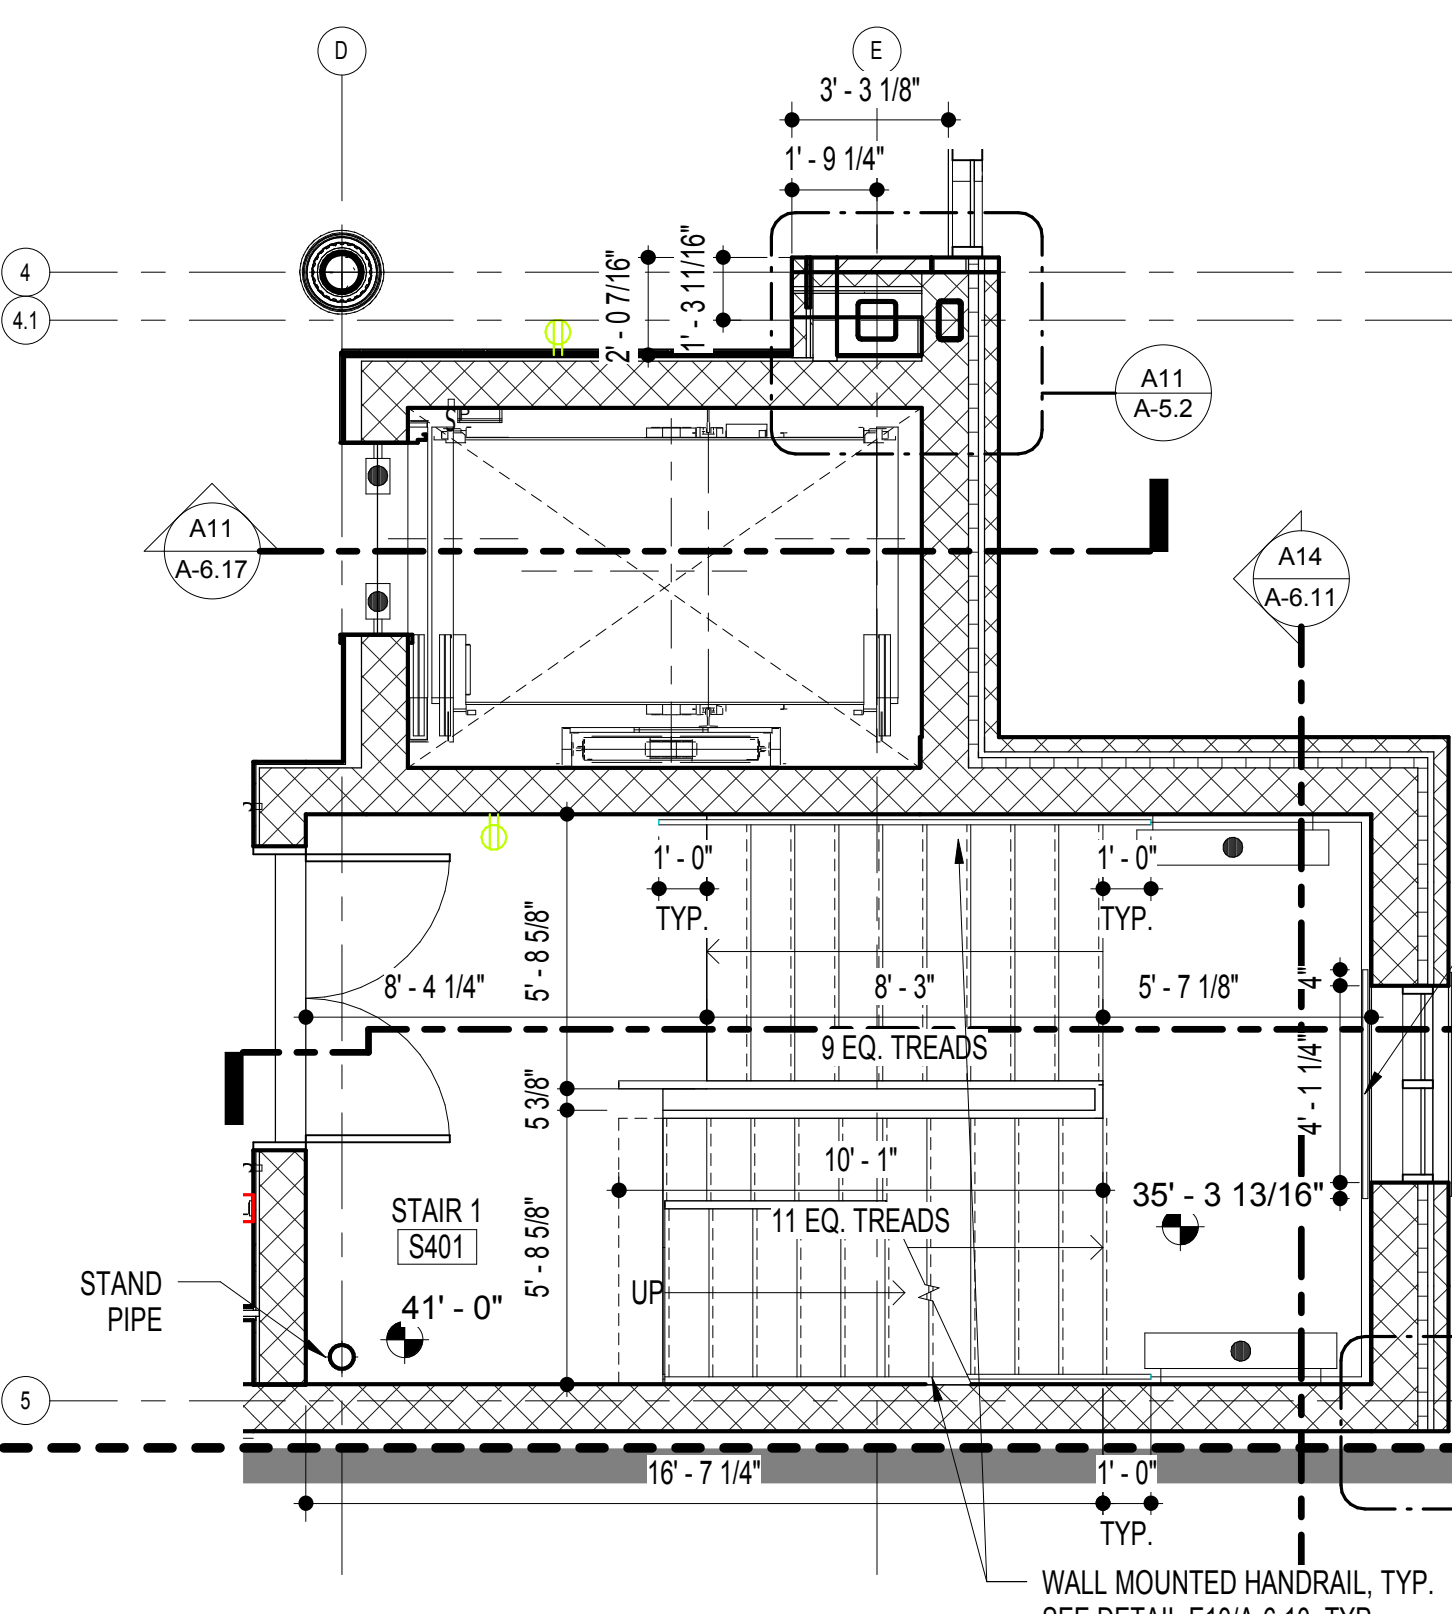 D
E
3' - 3 1/8"
1' - 9 1/4"
4
4.1
2' - 0 7/16"
1' - 3 11/16"
A11
A-5.2
S
A11
A-6.17
A14
A-6.11
1' - 0"
TYP.
1' - 0"
TYP.
5' - 8 5/8"
8' - 4 1/4"
8' - 3"
5' - 7 1/8"
4"
9 EQ. TREADS
5 3/8"
4' - 1 1/4"
10' - 1"
35' - 3 13/16"
STAIR 1
S401
11 EQ. TREADS
5' - 8 5/8"
UP
STAND
PIPE
41' - 0"
5
16' - 7 1/4"
1' - 0"
TYP.
WALL MOUNTED HANDRAIL, TYP.